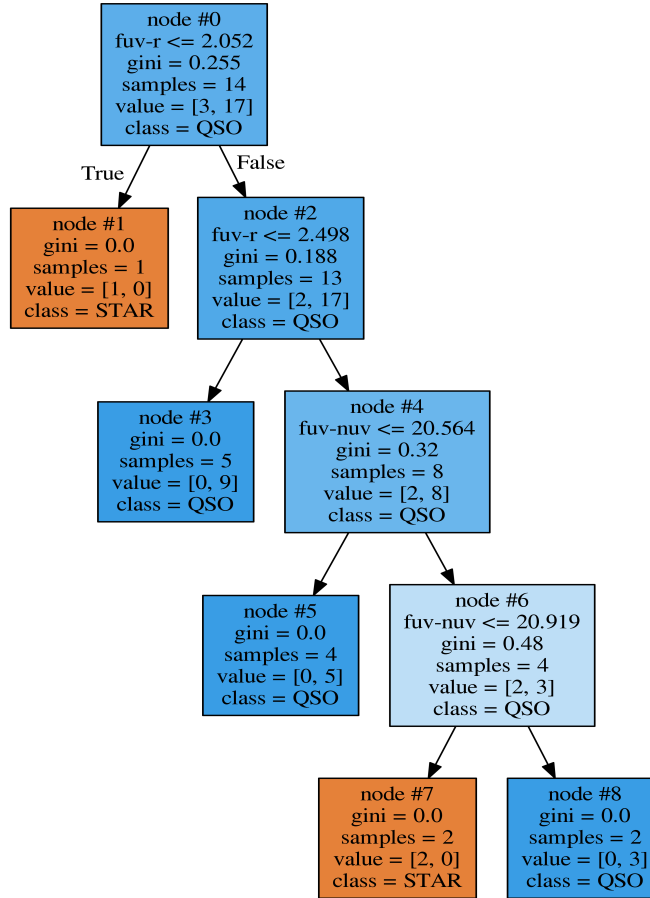 node #0
fuv-r <= 2.052
gini = 0.255
samples = 14
value = [3, 17]
class = QSO
True
False
node #1
gini = 0.0
samples = 1
value = [1, 0]
class = STAR
node #2
fuv-r <= 2.498
gini = 0.188
samples = 13
value = [2, 17]
class = QSO
node #3
gini = 0.0
samples = 5
value = [0, 9]
class = QSO
node #4
fuv-nuv <= 20.564
gini = 0.32
samples = 8
value = [2, 8]
class = QSO
node #5
gini = 0.0
samples = 4
value = [0, 5]
class = QSO
node #6
fuv-nuv <= 20.919
gini = 0.48
samples = 4
value = [2, 3]
class = QSO
node #7
gini = 0.0
samples = 2
value = [2, 0]
class = STAR
node #8
gini = 0.0
samples = 2
value = [0, 3]
class = QSO